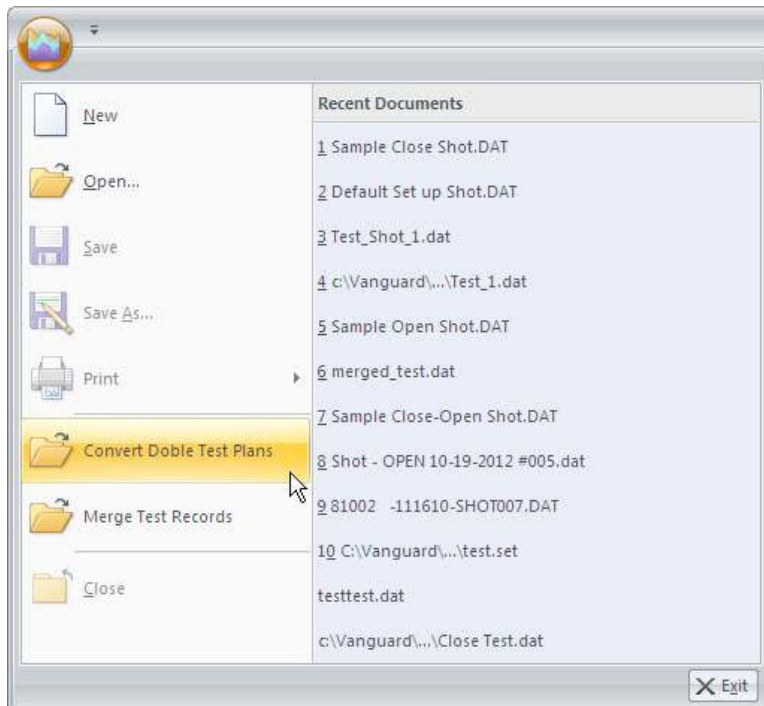 New
Open...
Save
Save As...
Print
Convert Doble Test Plans
Merge Test Records
Close
Recent Documents
1 Sample Close Shot.DAT
2 Default Set up Shot.DAT
3 Test_Shot_1.dat
4 c:\Vanguard\...\Test_1.dat
5 Sample Open Shot.DAT
6 merged_test.dat
7 Sample Close-Open Shot.DAT
8 Shot - OPEN 10-19-2012 #005.dat
9 81002 -111610-SHOT007.DAT
10 C:\Vanguard\...\test.set
testtest.dat
c:\Vanguard\...\Close Test.dat
Exit